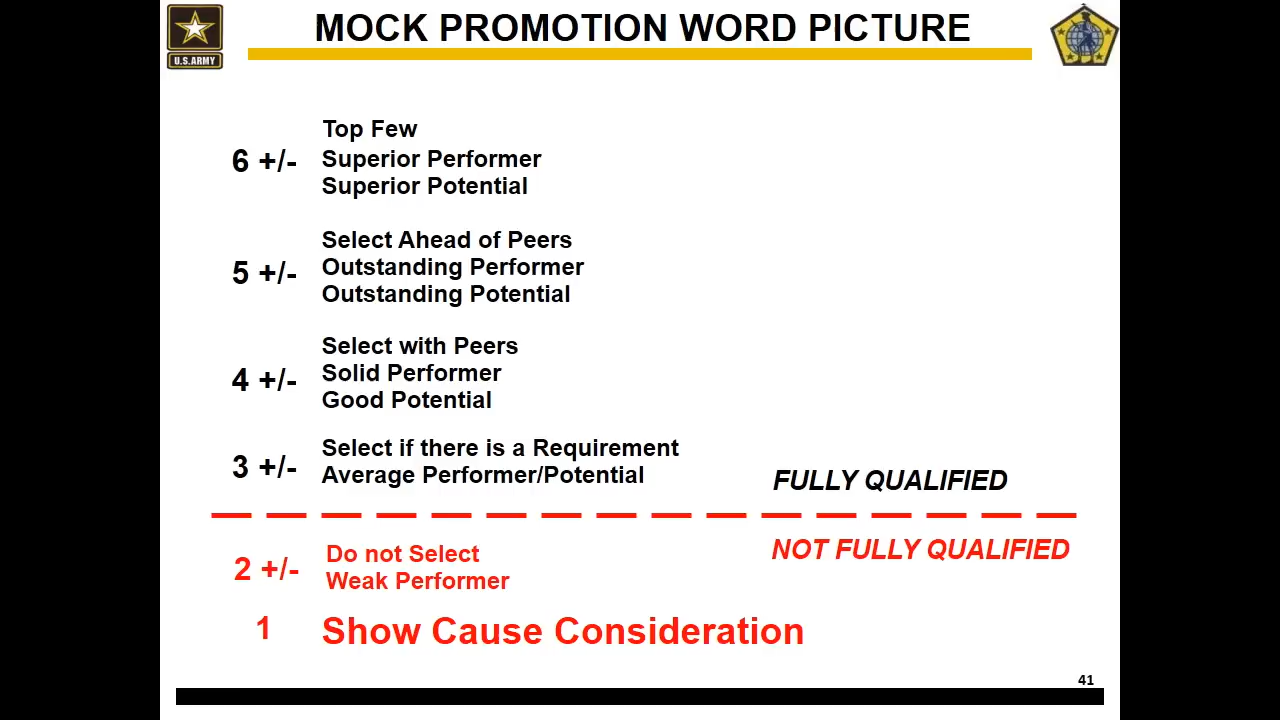 MOCK PROMOTION WORD PICTURE
U.S.ARMY
6 +/-
Top Few
Superior Performer
Superior Potential
5 +/-
Select Ahead of Peers
Outstanding Performer
Outstanding Potential
4 +/-
Select with Peers
Solid Performer
Good Potential
3 +/-
Select if there is a Requirement
Average Performer/Potential
FULLY QUALIFIED
NOT FULLY QUALIFIED
2 +/-
Do not Select
Weak Performer
1
Show Cause Consideration
41